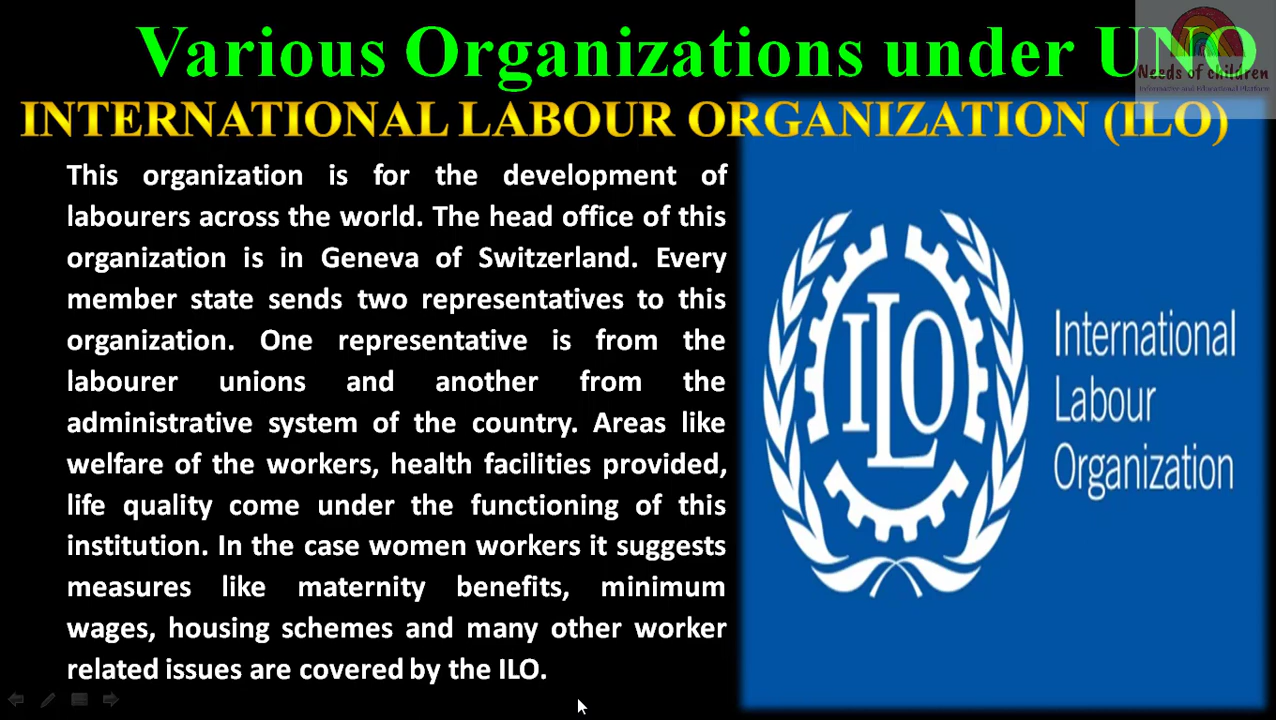 Various Organizations under UNO
Needs of children
Informative and Educational Platform
INTERNATIONAL LABOUR ORGANIZATION (ILO)
This organization is for the development of
labourers across the world. The head office of this
organization is in Geneva of Switzerland. Every
member state sends two representatives to this
organization. One representative is from the
labourer unions and another from the
administrative system of the country. Areas like
welfare of the workers, health facilities provided,
life quality come under the functioning of this
institution. In the case women workers it suggests
measures like maternity benefits, minimum
wages, housing schemes and many other worker
related issues are covered by the ILO.
ILO
International
Labour
Organization